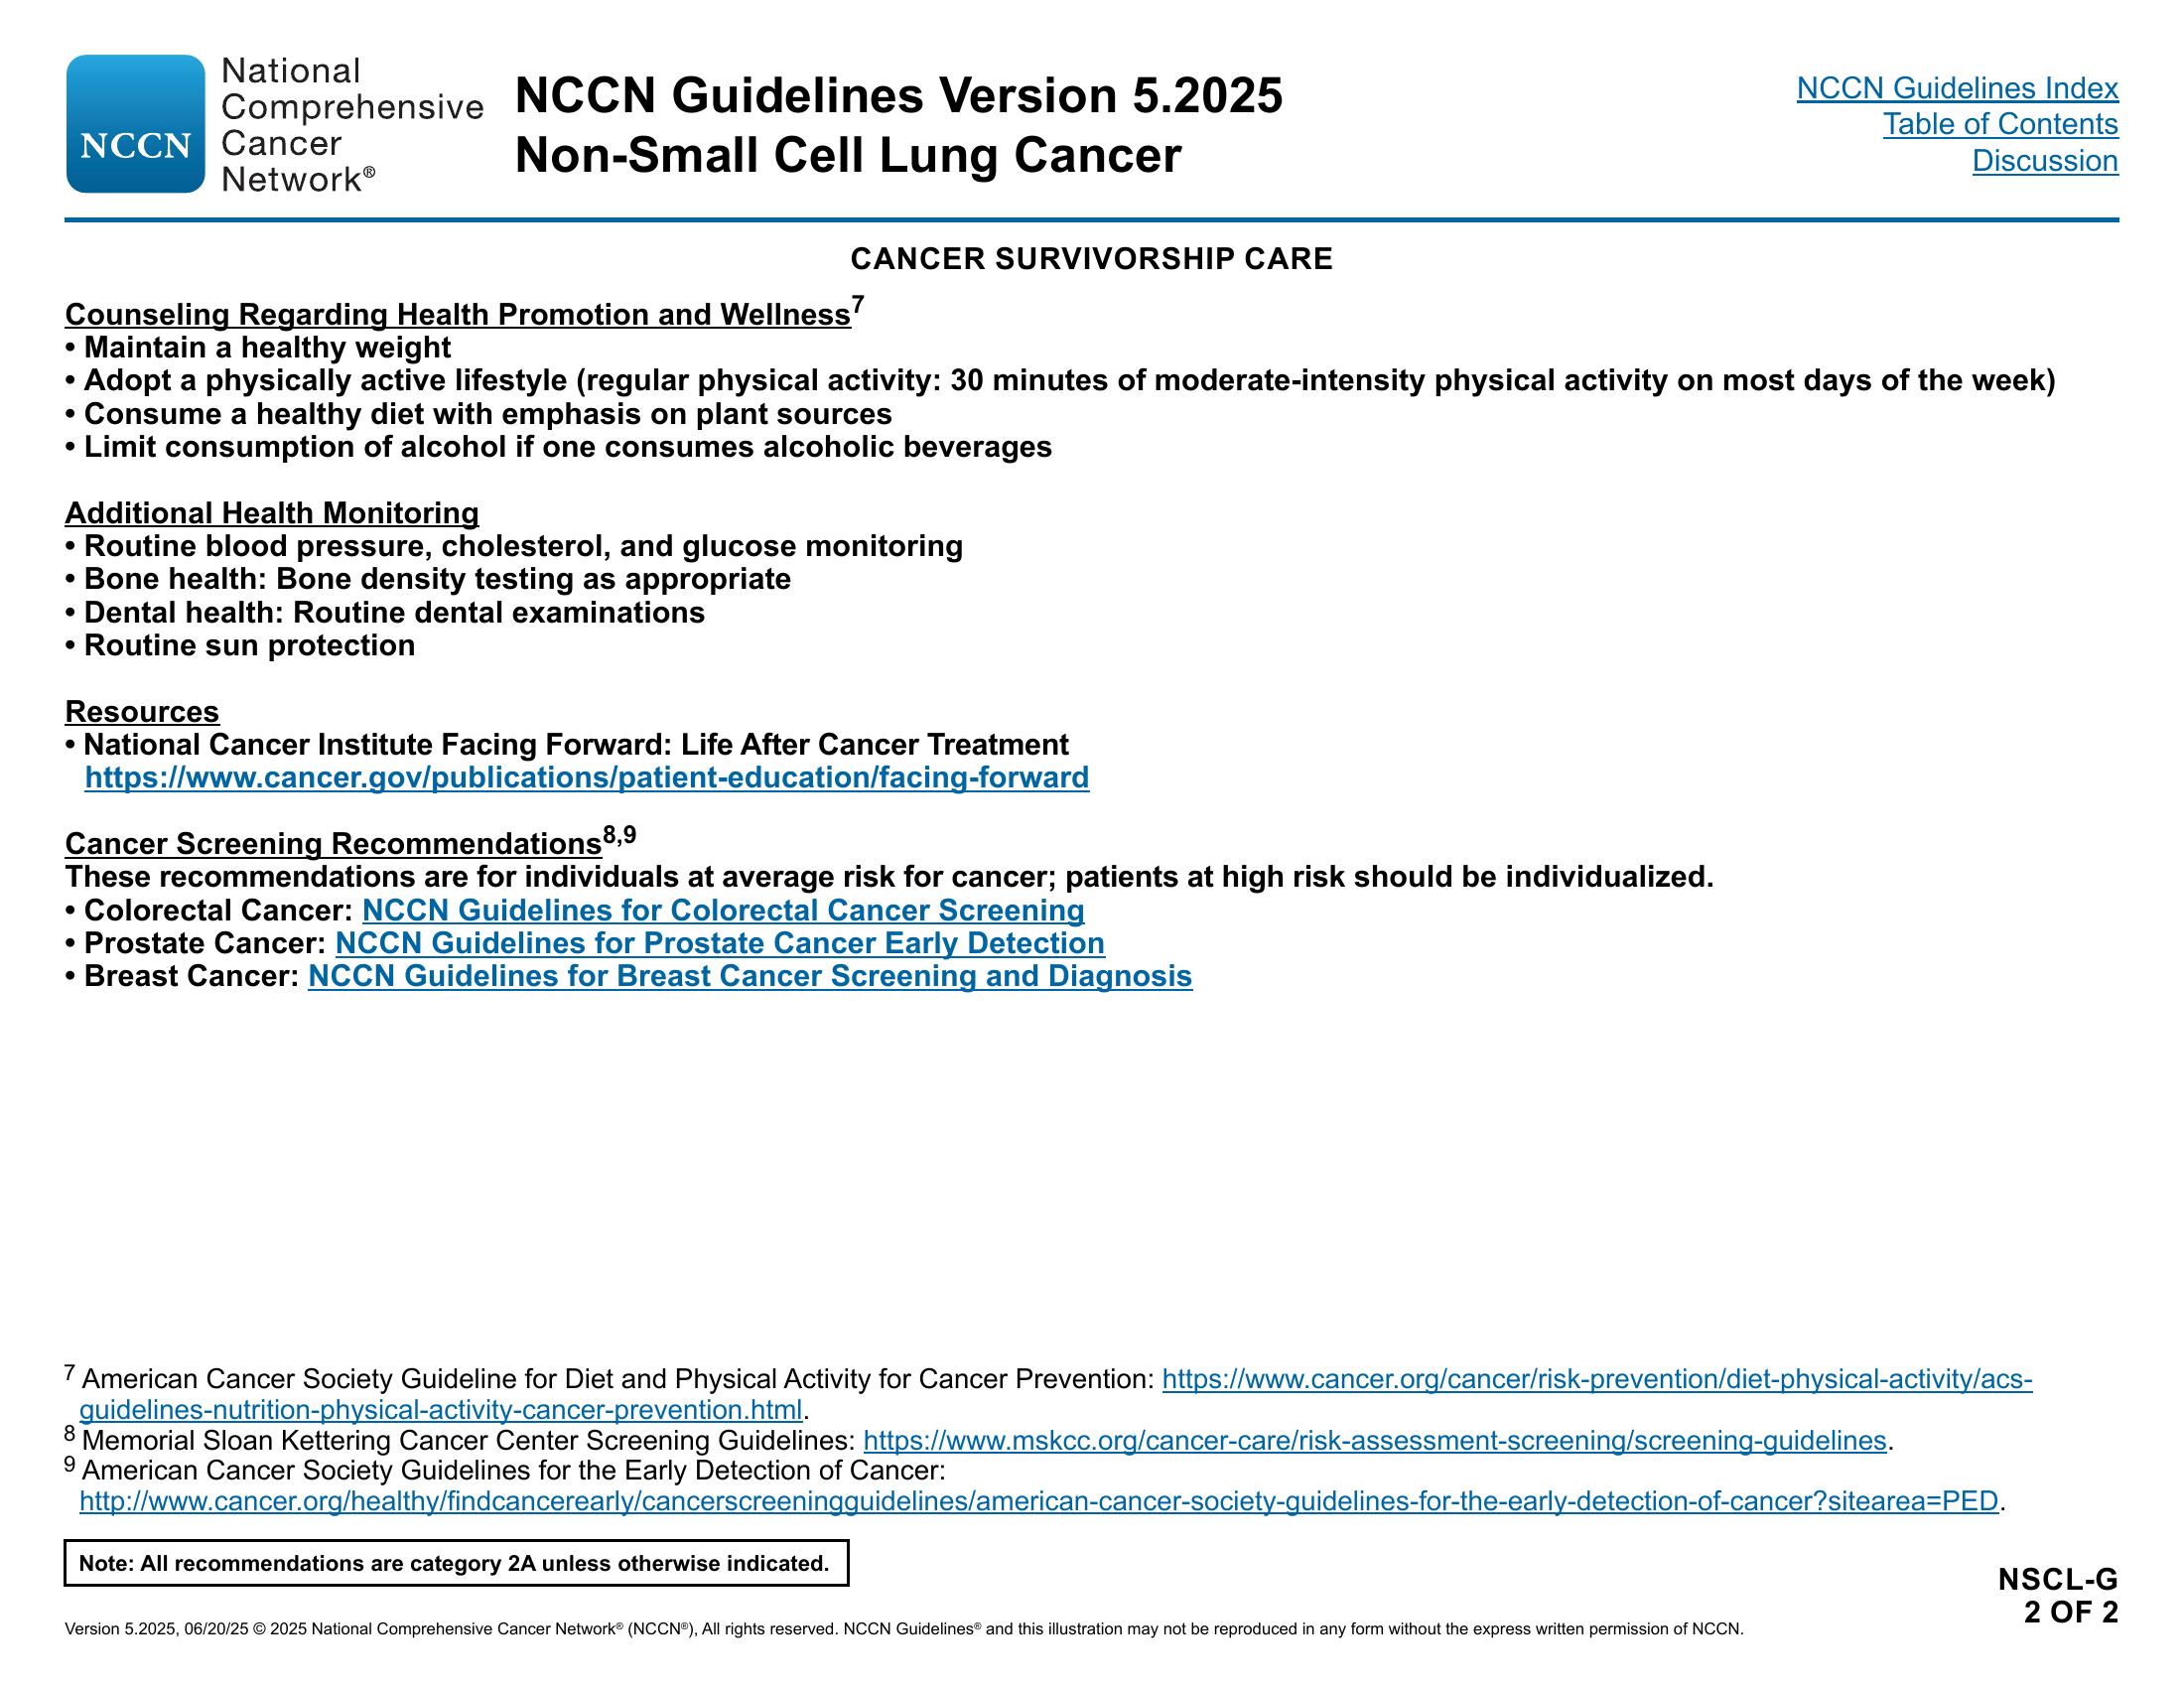 National
Comprehensive
NCCN Cancer
Network®
NCCN Guidelines Version 5.2025
Non-Small Cell Lung Cancer
NCCN Guidelines Index
Table of Contents
Discussion
CANCER SURVIVORSHIP CARE
Counseling Regarding Health Promotion and Wellness7
• Maintain a healthy weight
• Adopt a physically active lifestyle (regular physical activity: 30 minutes of moderate-intensity physical activity on most days of the week)
• Consume a healthy diet with emphasis on plant sources
• Limit consumption of alcohol if one consumes alcoholic beverages
Additional Health Monitoring
• Routine blood pressure, cholesterol, and glucose monitoring
• Bone health: Bone density testing as appropriate
• Dental health: Routine dental examinations
• Routine sun protection
Resources
• National Cancer Institute Facing Forward: Life After Cancer Treatment
https://www.cancer.gov/publications/patient-education/facing-forward
Cancer Screening Recommendations8,9
These recommendations are for individuals at average risk for cancer; patients at high risk should be individualized.
• Colorectal Cancer: NCCN Guidelines for Colorectal Cancer Screening
• Prostate Cancer: NCCN Guidelines for Prostate Cancer Early Detection
• Breast Cancer: NCCN Guidelines for Breast Cancer Screening and Diagnosis
7 American Cancer Society Guideline for Diet and Physical Activity for Cancer Prevention: https://www.cancer.org/cancer/risk-prevention/diet-physical-activity/acs-
guidelines-nutrition-physical-activity-cancer-prevention.html.
8 Memorial Sloan Kettering Cancer Center Screening Guidelines: https://www.mskcc.org/cancer-care/risk-assessment-screening/screening-guidelines.
9 American Cancer Society Guidelines for the Early Detection of Cancer:
http://www.cancer.org/healthy/findcancerearly/cancerscreeningguidelines/american-cancer-society-guidelines-for-the-early-detection-of-cancer?sitearea=PED.
Note: All recommendations are category 2A unless otherwise indicated.
NSCL-G
2 OF 2
Version 5.2025, 06/20/25 © 2025 National Comprehensive Cancer Network® (NCCN®), All rights reserved. NCCN Guidelines® and this illustration may not be reproduced in any form without the express written permission of NCCN.